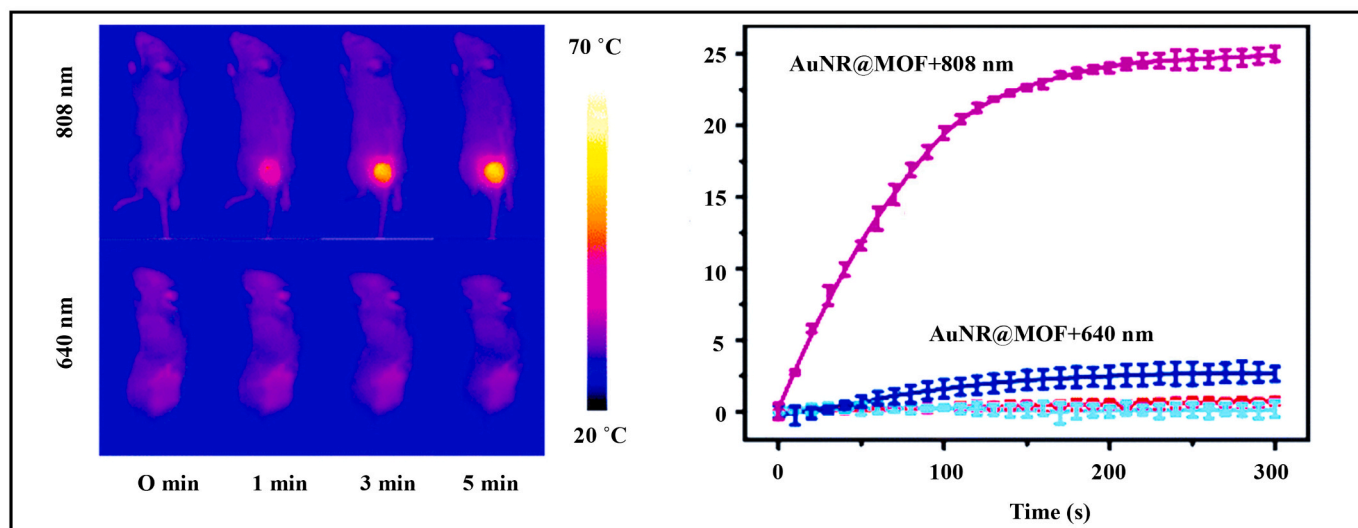 808 nm
640 nm
O min
1 min
3 min
5 min
70 ˚C
20 ˚C
25
20
15
10
5
0
AuNR@MOF+808 nm
AuNR@MOF+640 nm
0
100
200
300
Time (s)